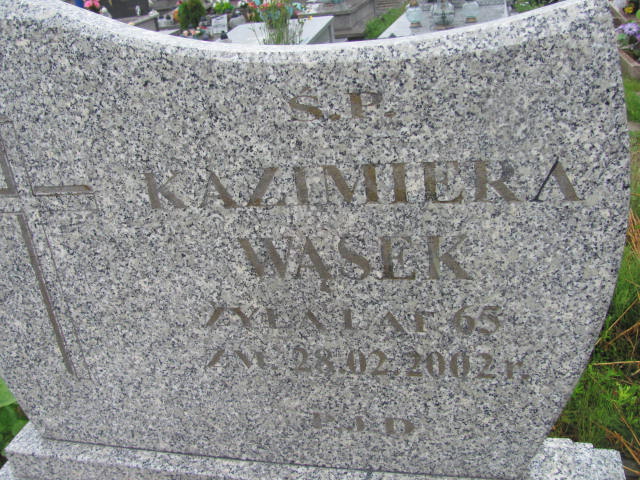 Ś.P.
KAZIMIERA
WĄSEK
ŻYŁA LAT 65
ZM. 28.02.2002 r.
P.J.D